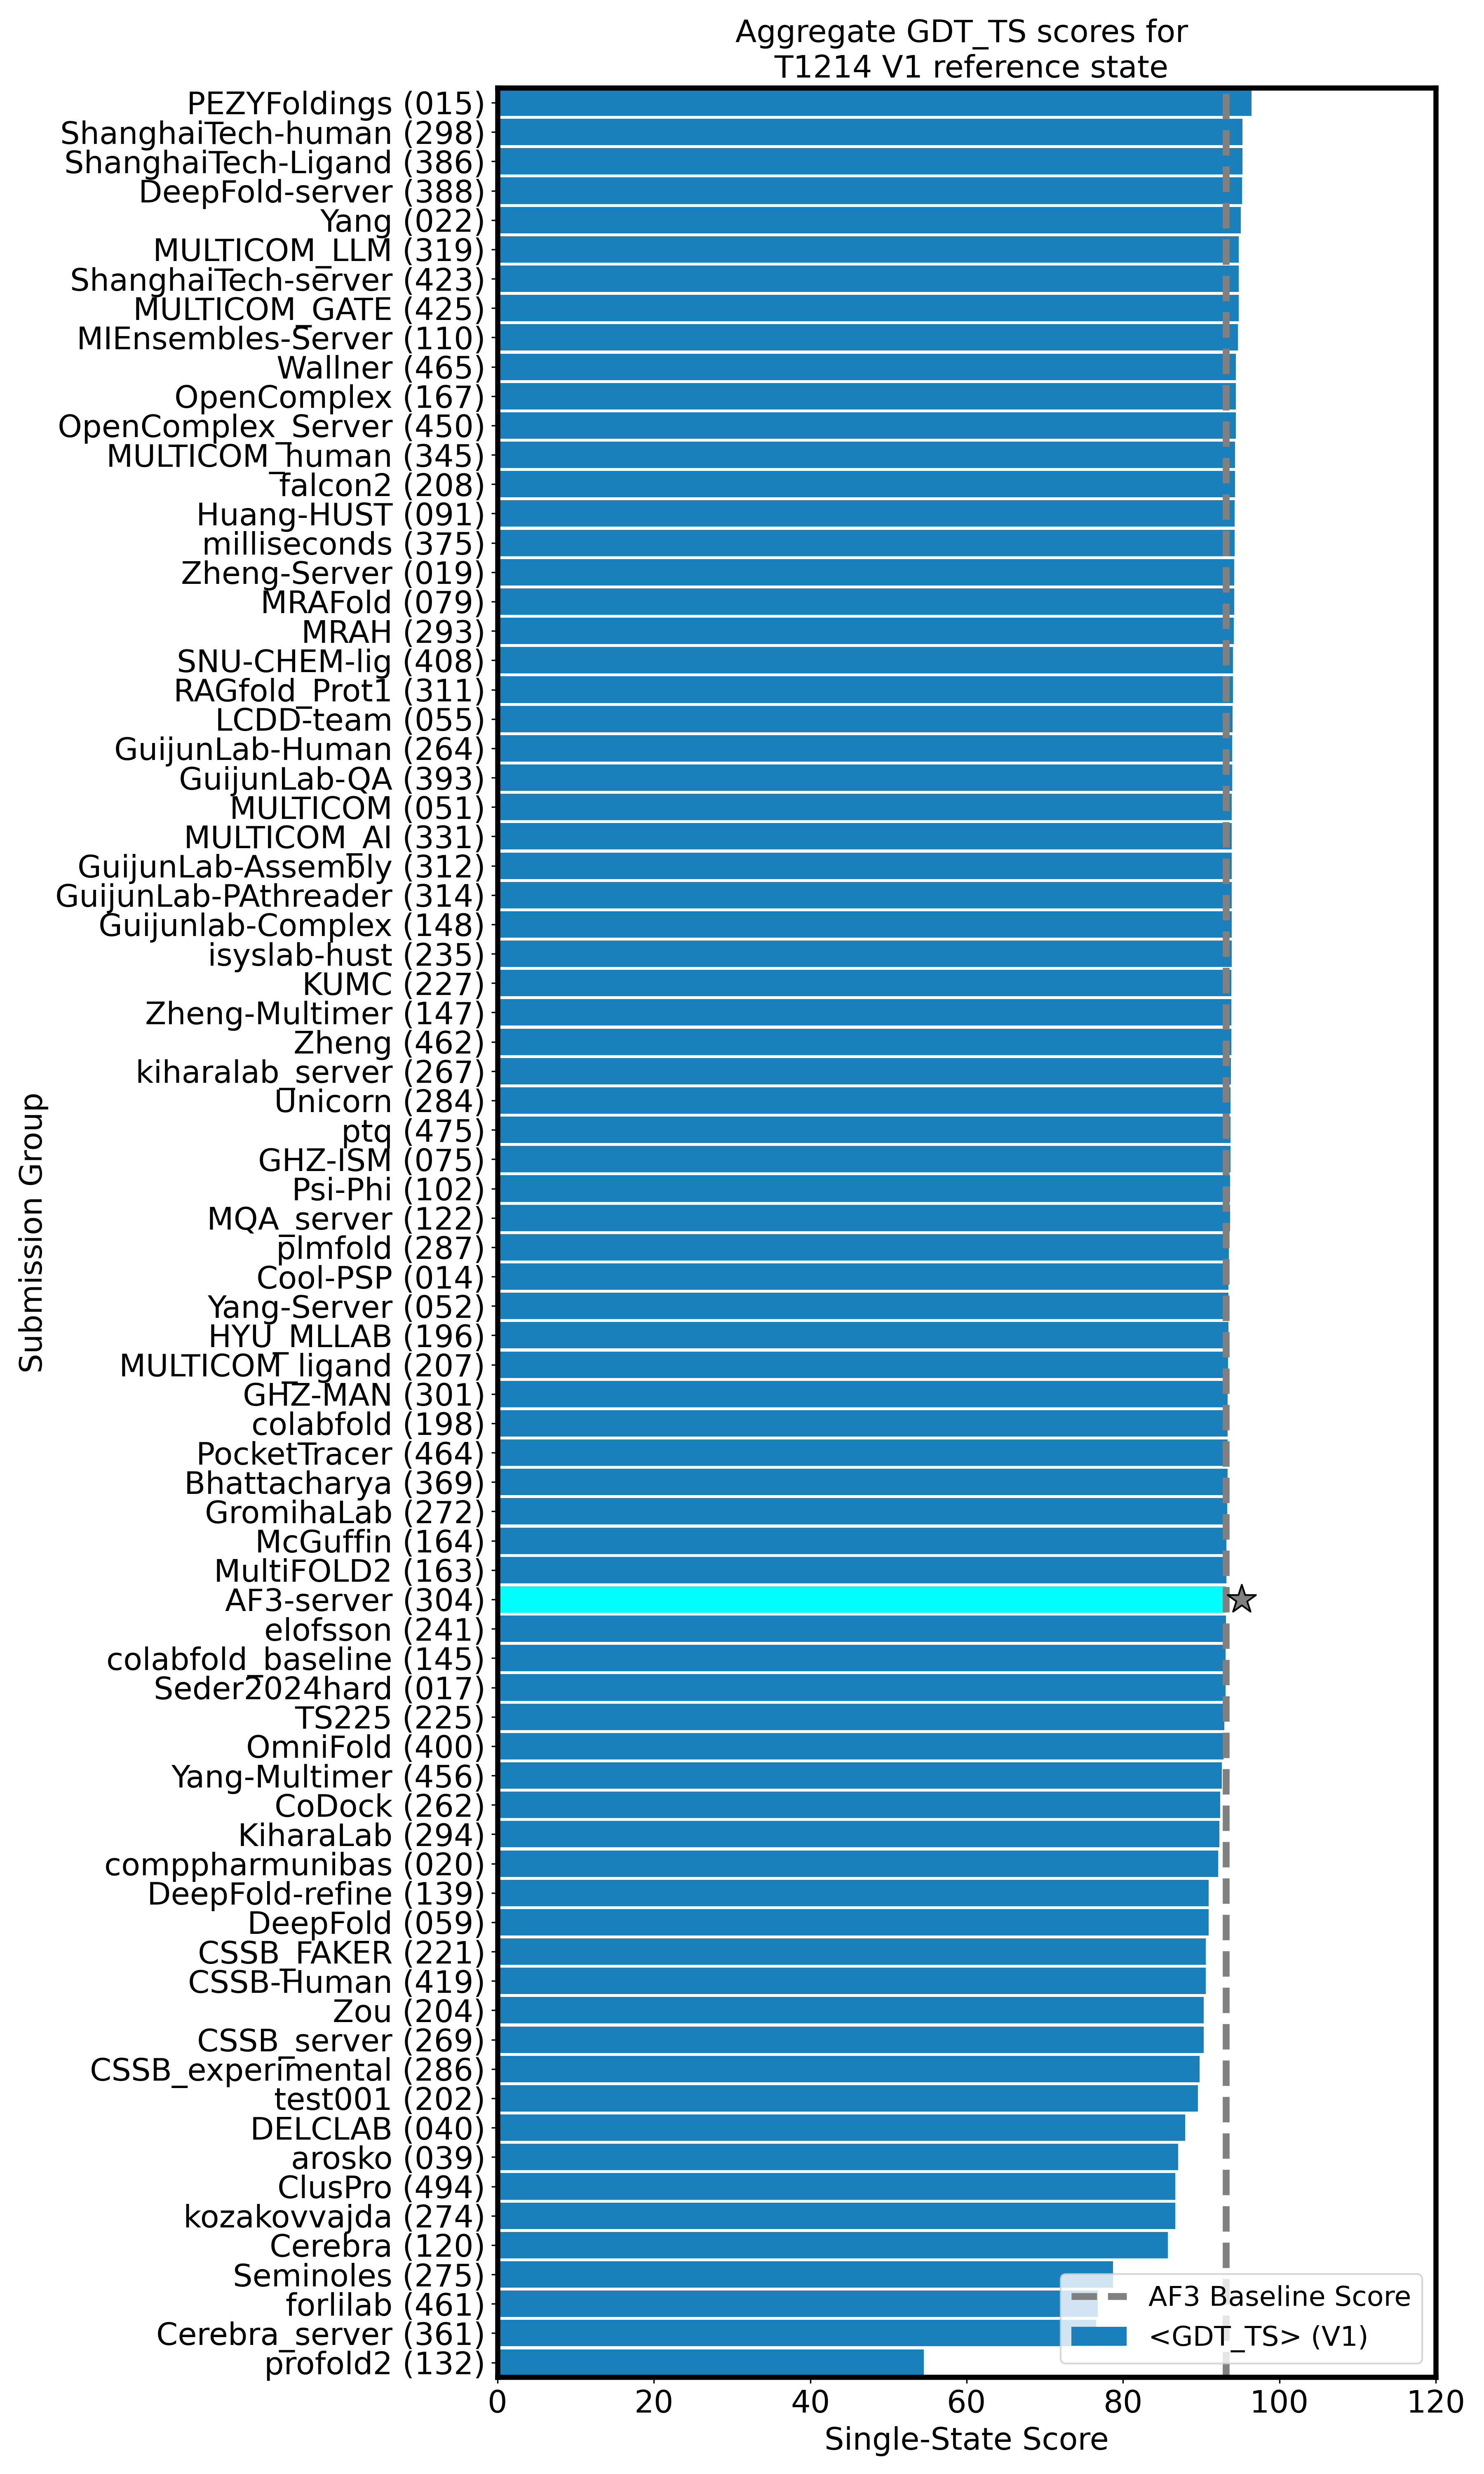 Aggregate GDT_TS scores for
T1214 V1 reference state
PEZYFoldings (015)
ShanghaiTech-human (298)
ShanghaiTech-Ligand (386)
DeepFold-server (388)
Yang (022)
MULTICOM_LLM (319)
ShanghaiTech-server (423)
MULTICOM_GATE (425)
MIEnsembles-Server (110)
Wallner (465)
OpenComplex (167)
OpenComplex_Server (450)
MULTICOM_human (345)
falcon2 (208)
Huang-HUST (091)
milliseconds (375)
Zheng-Server (019)
MRAFold (079)
MRAH (293)
SNU-CHEM-lig (408)
RAGfold_Prot1 (311)
LCDD-team (055)
GuijunLab-Human (264)
GuijunLab-QA (393)
MULTICOM (051)
MULTICOM_AI (331)
GuijunLab-Assembly (312)
GuijunLab-PAthreader (314)
Guijunlab-Complex (148)
isyslab-hust (235)
KUMC (227)
Zheng-Multimer (147)
Zheng (462)
kiharalab_server (267)
Unicorn (284)
ptq (475)
GHZ-ISM (075)
Psi-Phi (102)
MQA_server (122)
plmfold (287)
Cool-PSP (014)
Yang-Server (052)
HYU_MLLAB (196)
MULTICOM_ligand (207)
GHZ-MAN (301)
colabfold (198)
PocketTracer (464)
Bhattacharya (369)
GromihaLab (272)
McGuffin (164)
MultiFOLD2 (163)
AF3-server (304)
elofsson (241)
colabfold_baseline (145)
Seder2024hard (017)
TS225 (225)
OmniFold (400)
Yang-Multimer (456)
CoDock (262)
KiharaLab (294)
comppharmunibas (020)
DeepFold-refine (139)
DeepFold (059)
CSSB_FAKER (221)
CSSB-Human (419)
Zou (204)
CSSB_server (269)
CSSB_experimental (286)
test001 (202)
DELCLAB (040)
arosko (039)
ClusPro (494)
kozakovvajda (274)
Cerebra (120)
Seminoles (275)
forlilab (461)
Cerebra_server (361)
profold2 (132)
Submission Group
AF3 Baseline Score
<GDT_TS> (V1)
0 20 40 60 80 100 120
Single-State Score